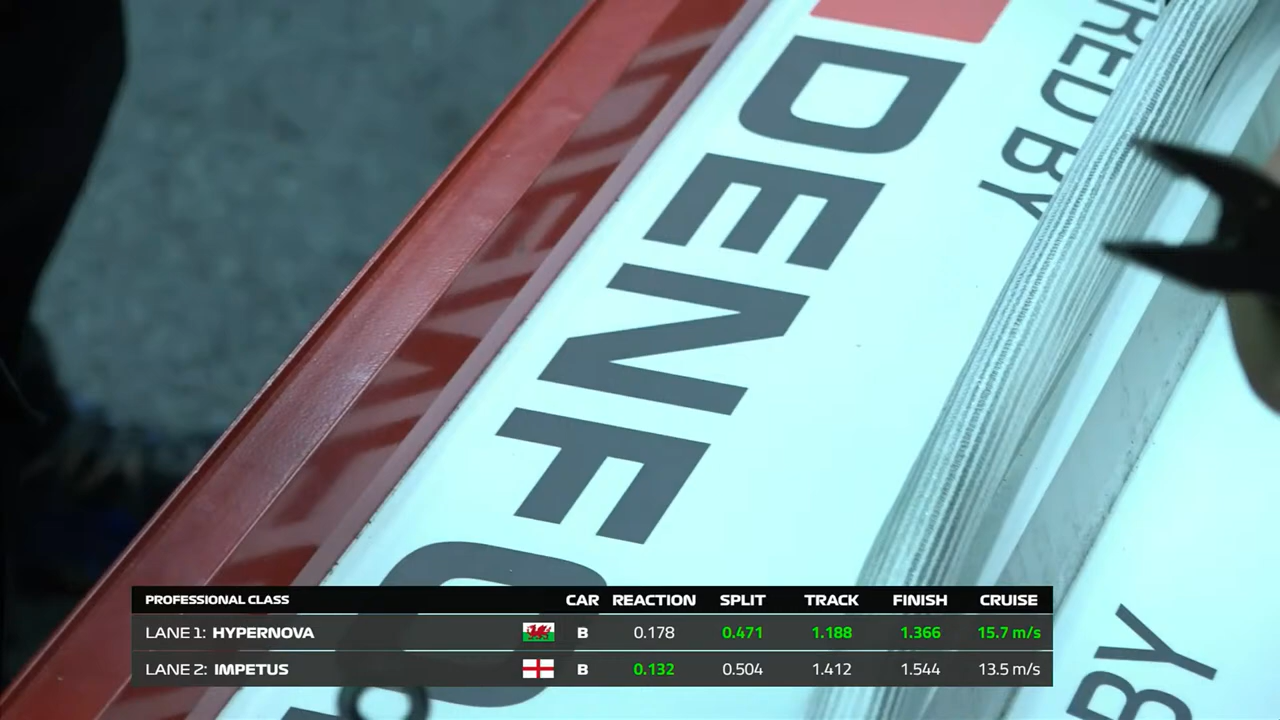 DENFO
RED BY
BY
PROFESSIONAL CLASS CAR REACTION SPLIT TRACK FINISH CRUISE
LANE 1: HYPERNOVA B 0.178 0.471 1.188 1.366 15.7 m/s
LANE 2: IMPETUS B 0.132 0.504 1.412 1.544 13.5 m/s